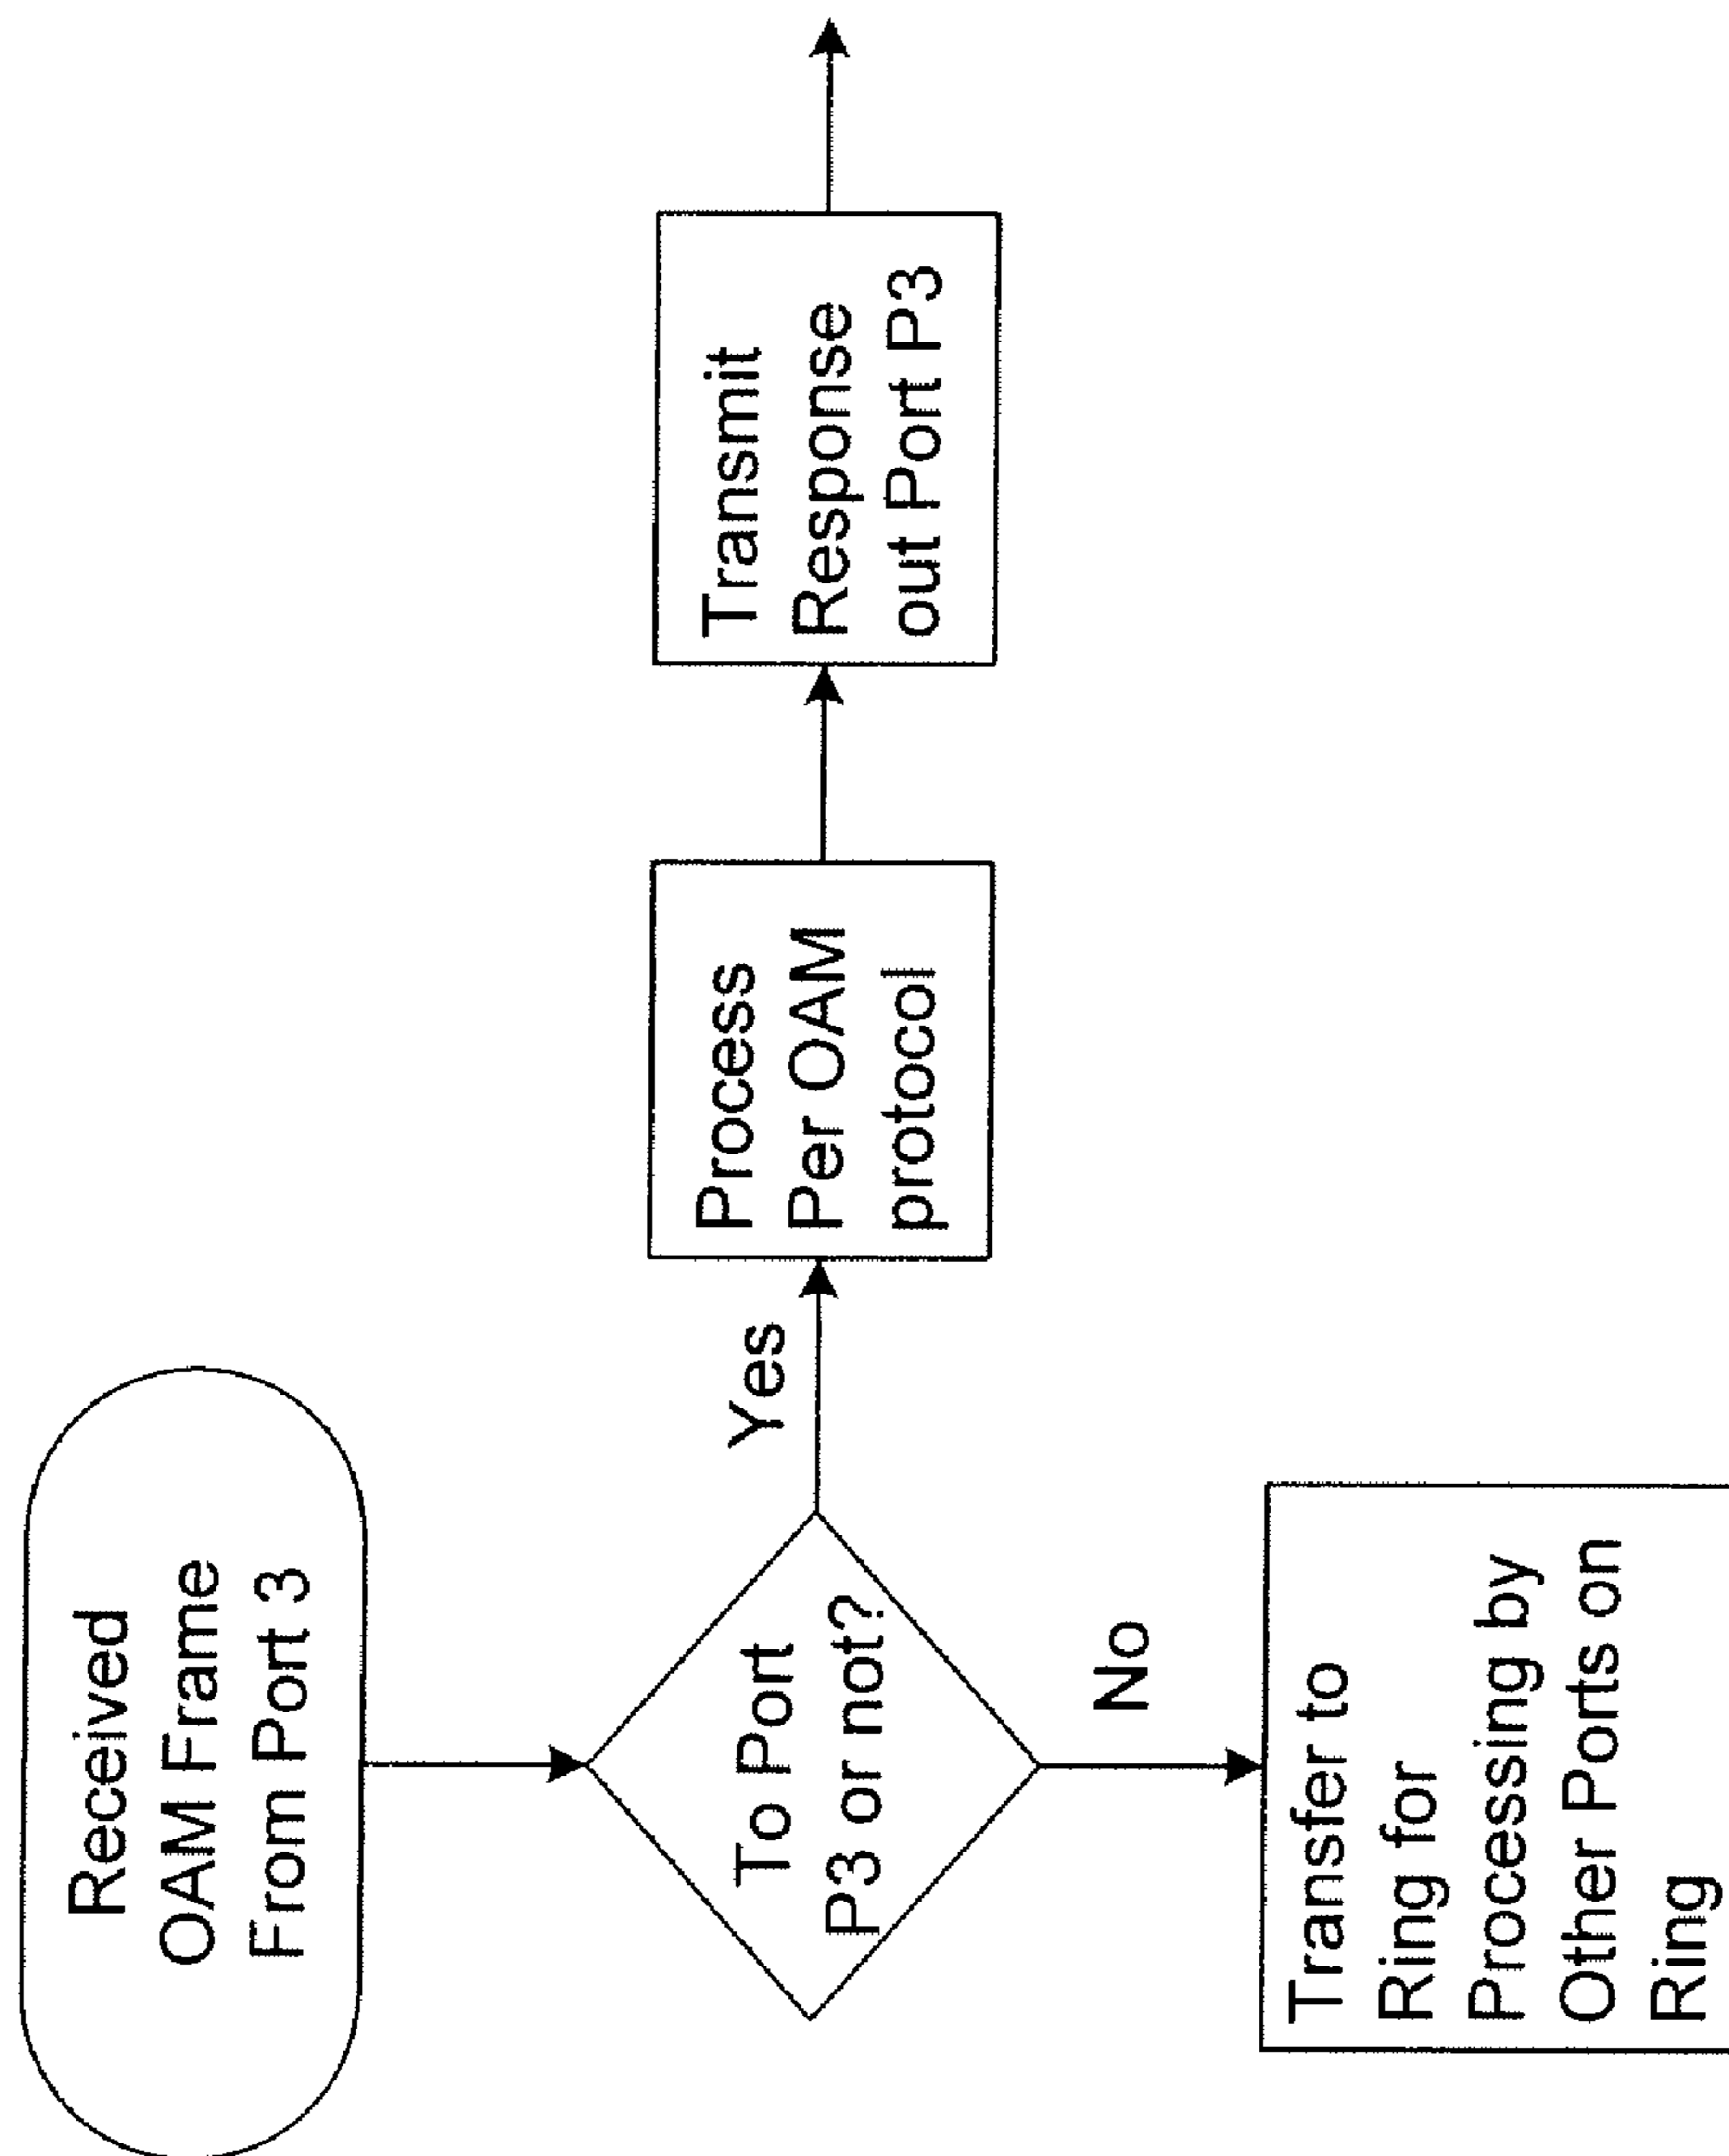 Received
OAM Frame
From Port 3
To Port
P3 or not?
Yes
Process
Per OAM
protocol
Transmit
Response
out Port P3
No
Transfer to
Ring for
Processing by
Other Ports on
Ring